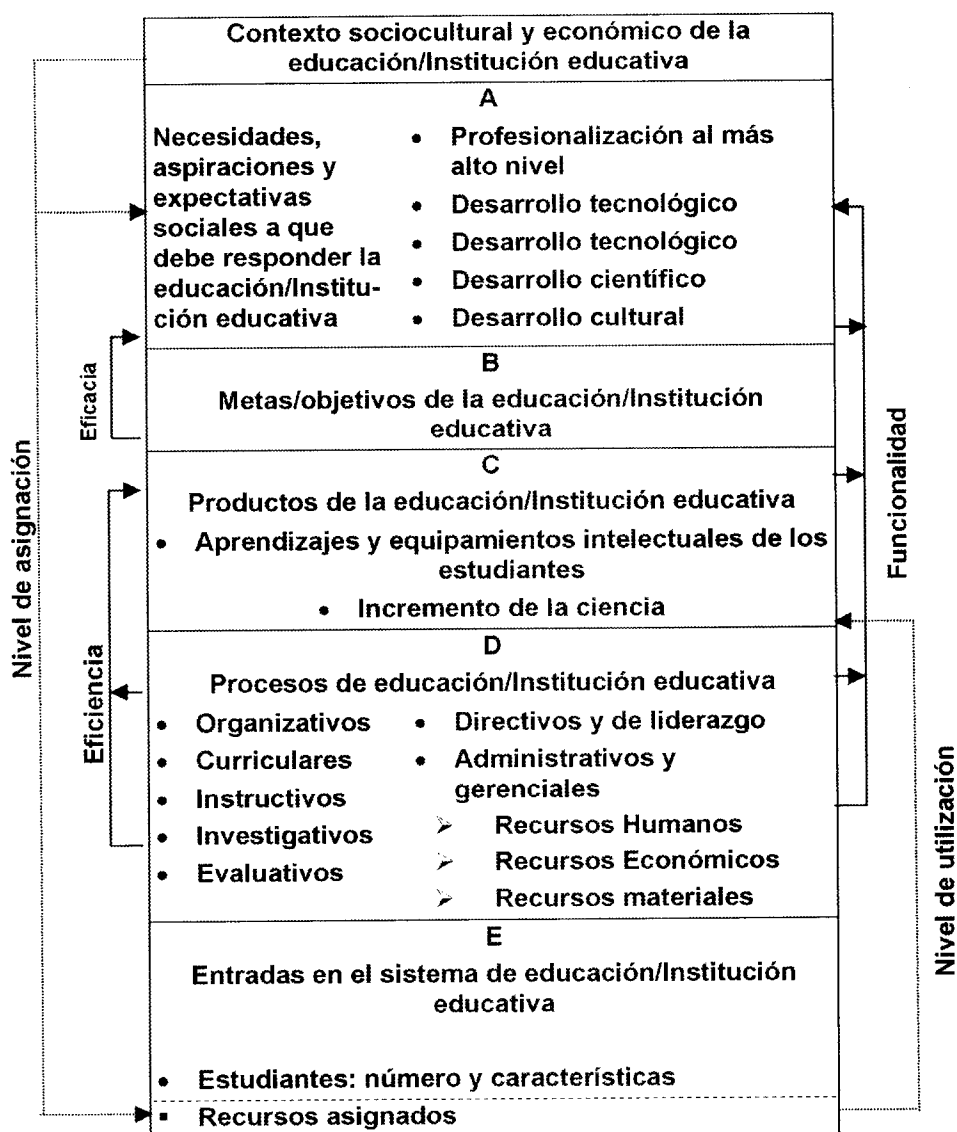 Contexto sociocultural y económico de la
educación/Institución educativa
A
Necesidades,
aspiraciones y
expectativas
sociales a que
debe responder la
educación/Institu-
ción educativa
• Profesionalización al más
alto nivel
• Desarrollo tecnológico
• Desarrollo tecnológico
• Desarrollo científico
• Desarrollo cultural
B
Metas/objetivos de la educación/Institución
educativa
C
Productos de la educación/Institución educativa
• Aprendizajes y equipamientos intelectuales de los
estudiantes
• Incremento de la ciencia
D
Procesos de educación/Institución educativa
• Organizativos
• Curriculares
• Instructivos
• Investigativos
• Evaluativos
• Directivos y de liderazgo
• Administrativos y
gerenciales
➢ Recursos Humanos
➢ Recursos Económicos
➢ Recursos materiales
E
Entradas en el sistema de educación/Institución
educativa
• Estudiantes: número y características
▪ Recursos asignados
Nivel de asignación
Eficacia
Eficiencia
Funcionalidad
Nivel de utilización